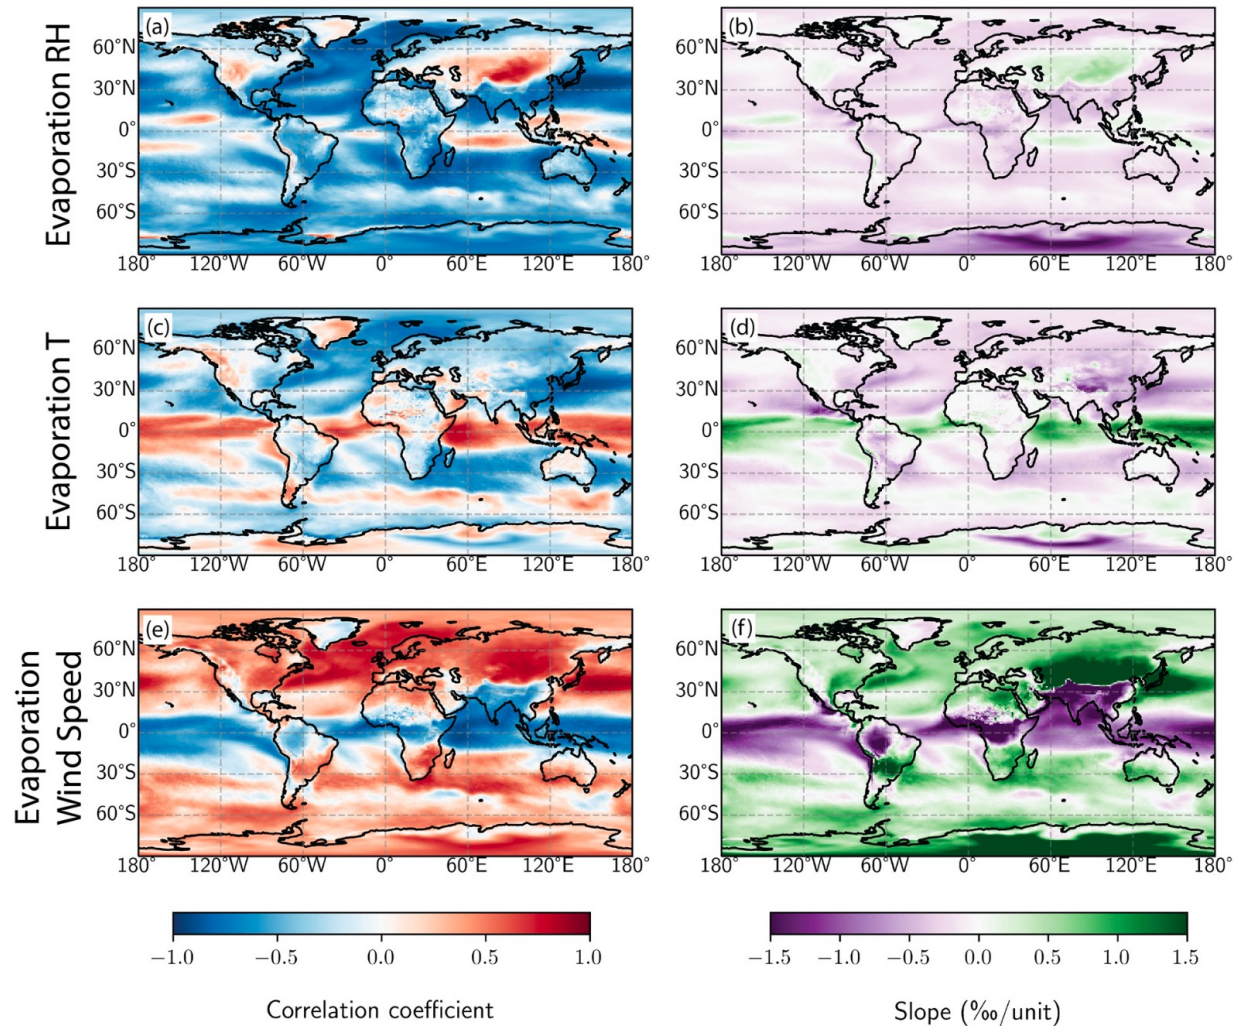 Evaporation RH
(a)
60°N
30°N
0°
30°S
60°S
180°
120°W
60°W
0°
60°E
120°E
180°
(b)
60°N
30°N
0°
30°S
60°S
180°
120°W
60°W
0°
60°E
120°E
180°
Evaporation T
(c)
60°N
30°N
0°
30°S
60°S
180°
120°W
60°W
0°
60°E
120°E
180°
(d)
60°N
30°N
0°
30°S
60°S
180°
120°W
60°W
0°
60°E
120°E
180°
Evaporation
Wind Speed
(e)
60°N
30°N
0°
30°S
60°S
180°
120°W
60°W
0°
60°E
120°E
180°
(f)
60°N
30°N
0°
30°S
60°S
180°
120°W
60°W
0°
60°E
120°E
180°
−1.0 −0.5 0.0 0.5 1.0
Correlation coefficient
−1.5 −1.0 −0.5 0.0 0.5 1.0 1.5
Slope (‰/unit)